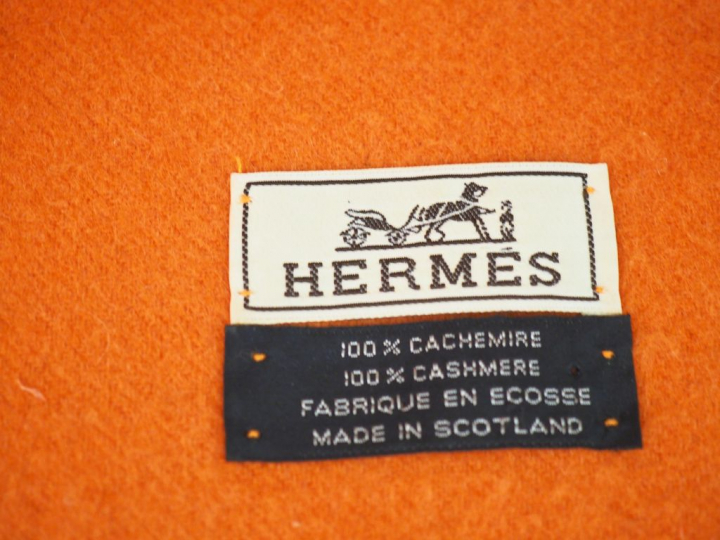 HERMÈS
100% CACHEMIRE
100% CASHMERE
FABRIQUE EN ECOSSE
MADE IN SCOTLAND